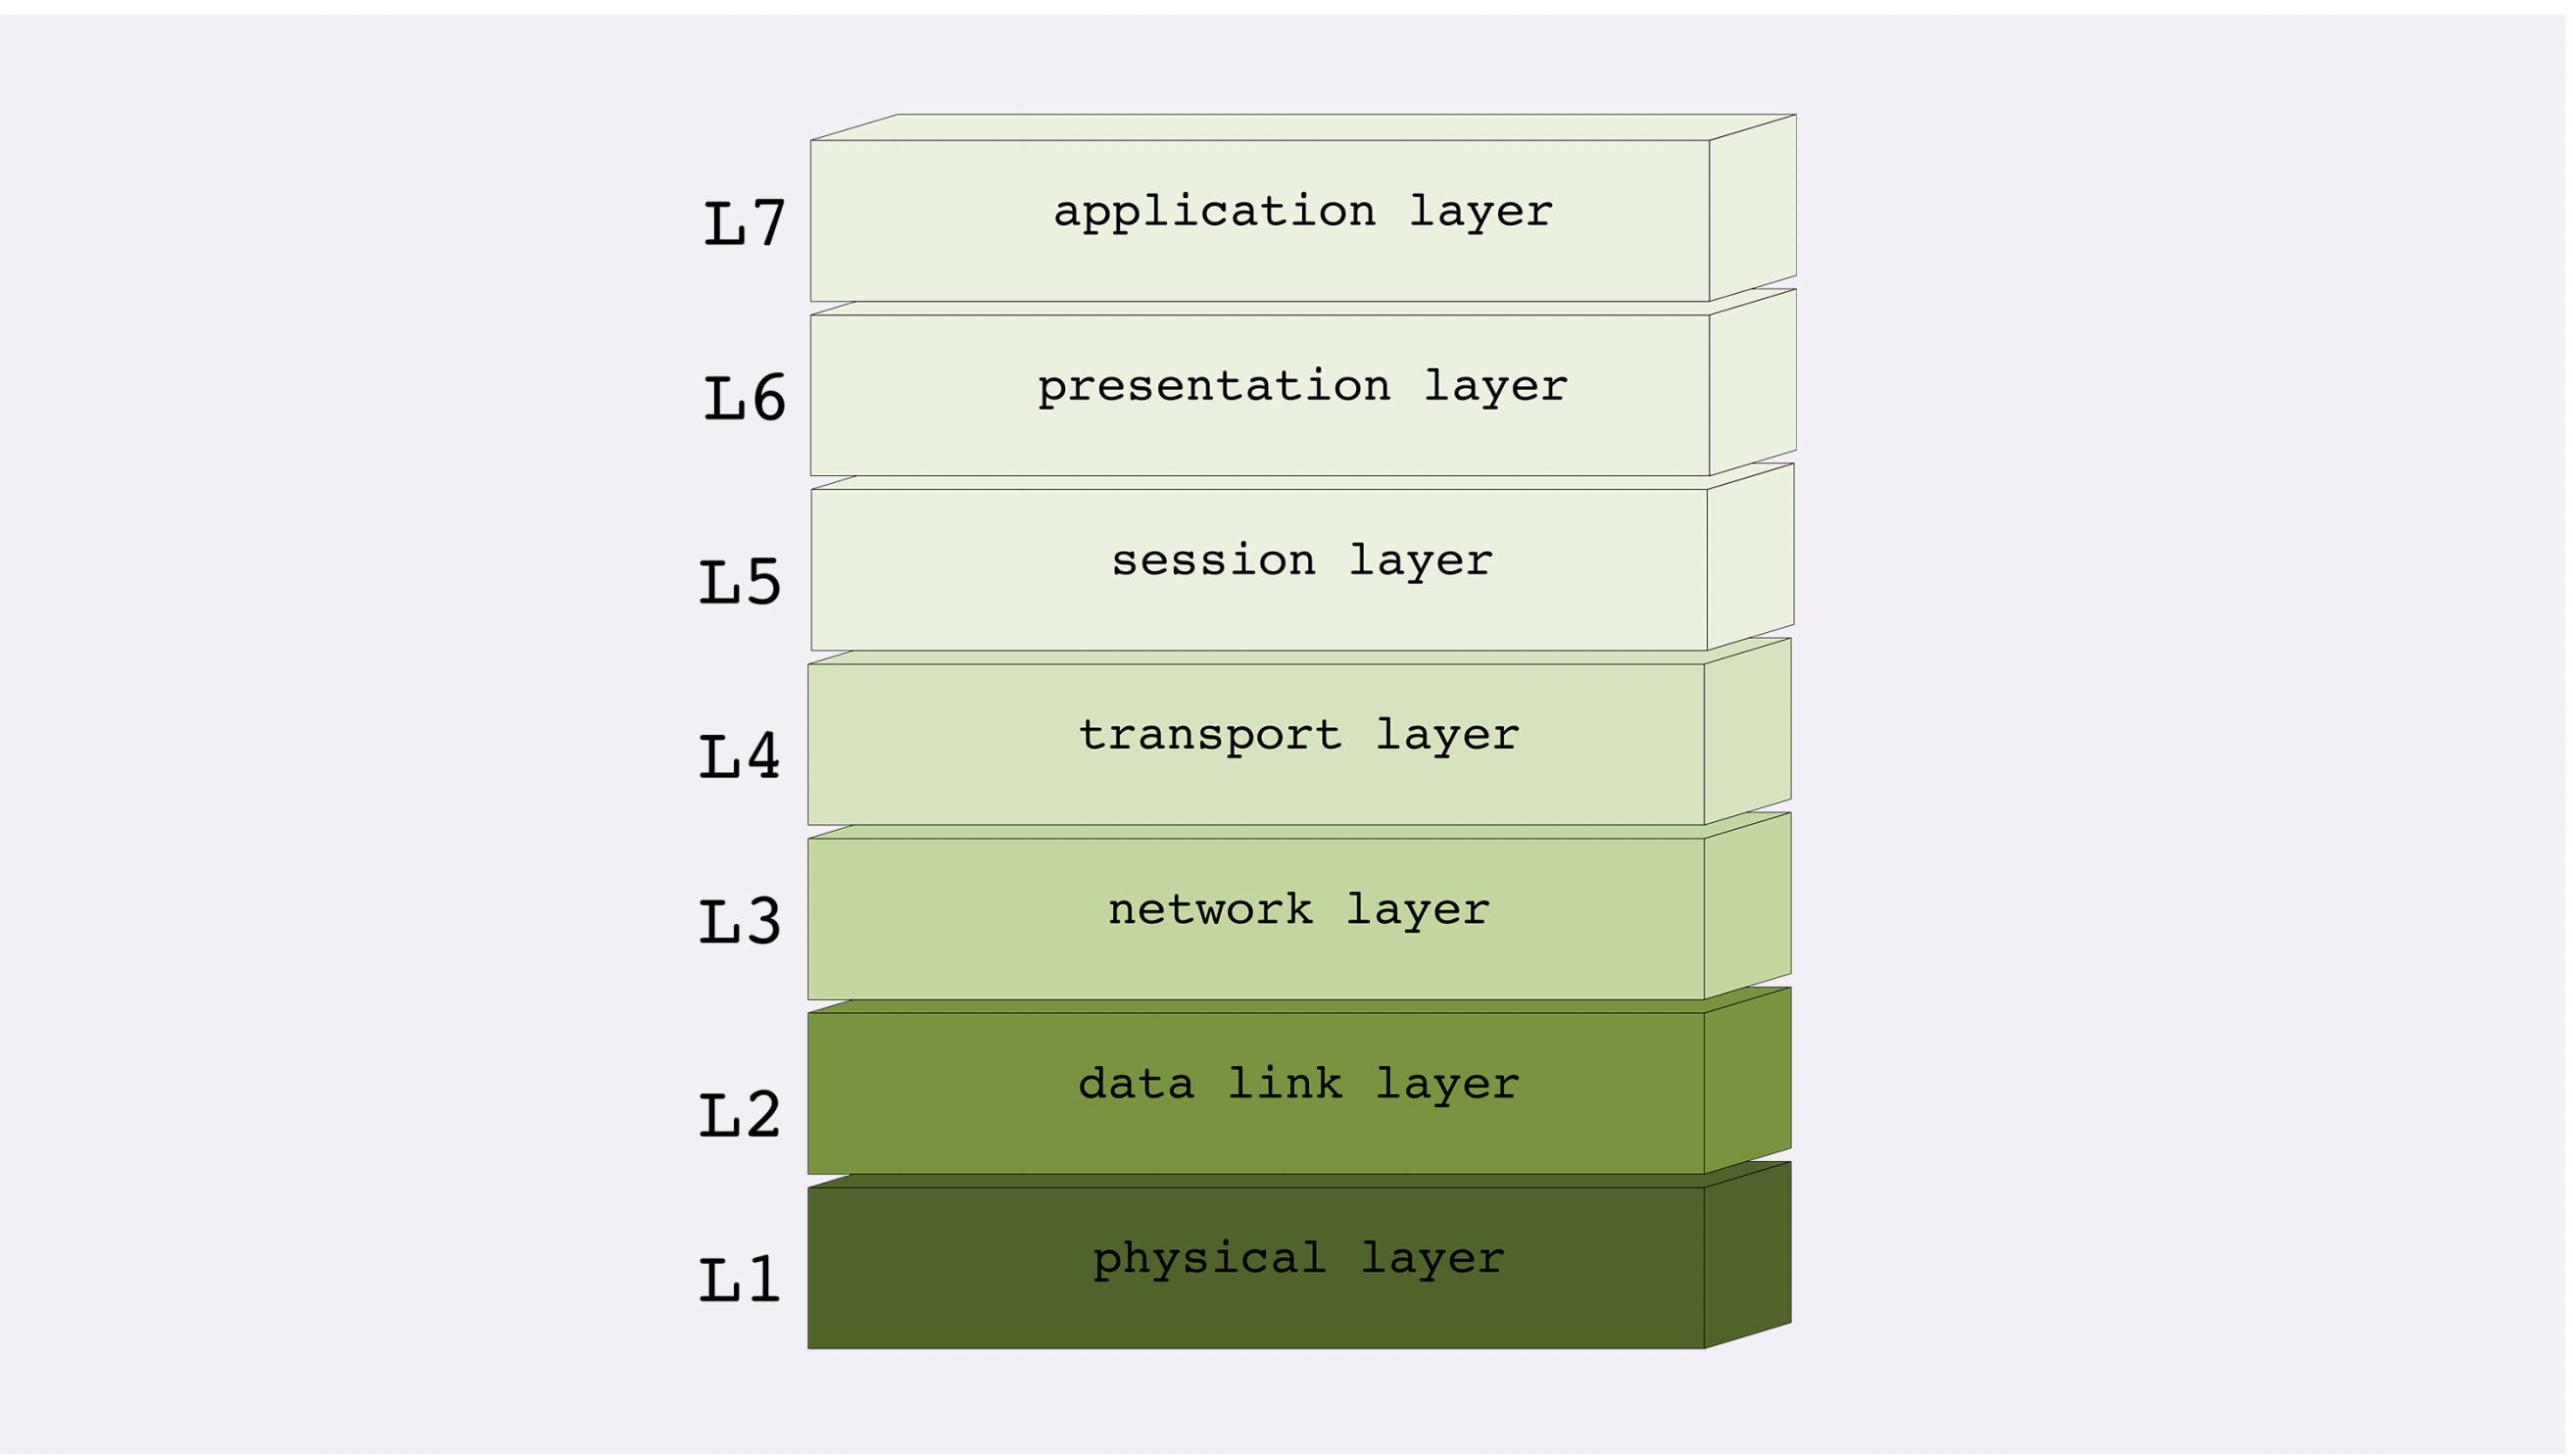 L7 application layer
L6 presentation layer
L5 session layer
L4 transport layer
L3 network layer
L2 data link layer
L1 physical layer